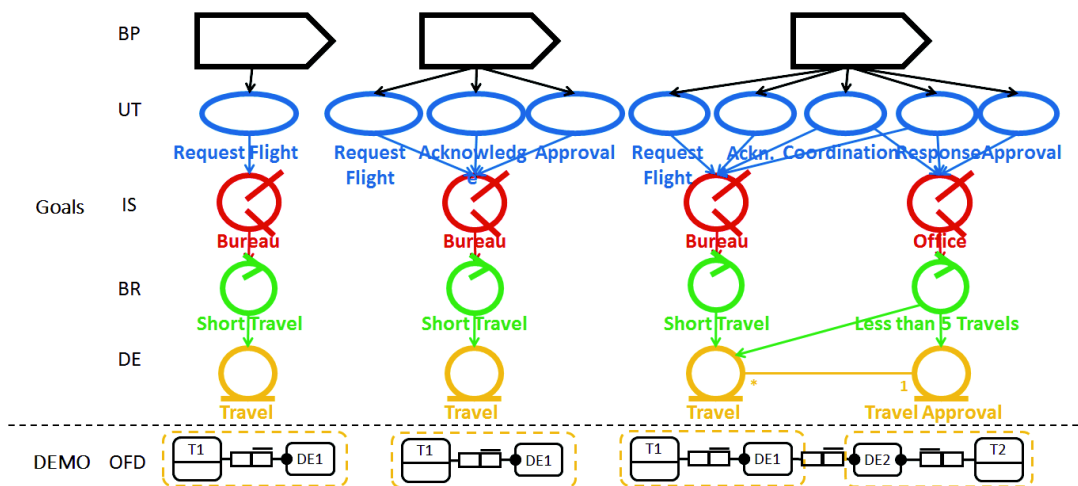 BP
UT
Request Flight
Request Flight
Acknowledge
Approval
Request Flight
Ackn.
Coordination
Response
Approval
Goals
IS
Bureau
Bureau
Bureau
Office
BR
Short Travel
Short Travel
Short Travel
Less than 5 Travels
DE
* 1
Travel
Travel
Travel
Travel Approval
DEMO OFD
T1 DE1
T1 DE1
T1 DE1 DE2 T2